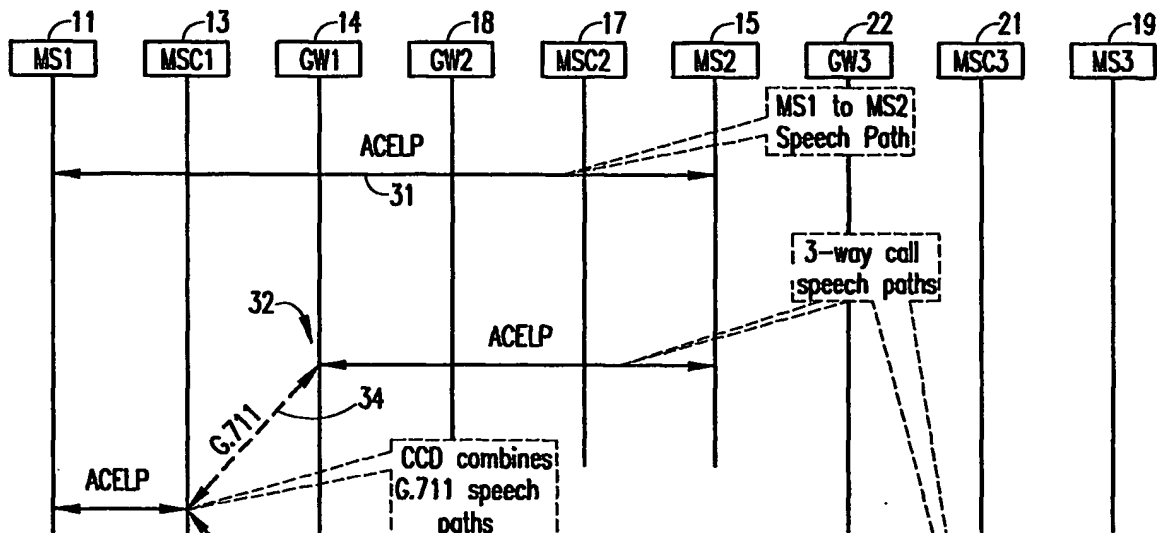 11 13 14 18 17 15 22 21 19
MS1 MSC1 GW1 GW2 MSC2 MS2 GW3 MSC3 MS3
MS1 to MS2
Speech Path
ACELP
31
3-way call
speech paths
32
ACELP
G.711
34
CCD combines
G.711 speech
paths
ACELP